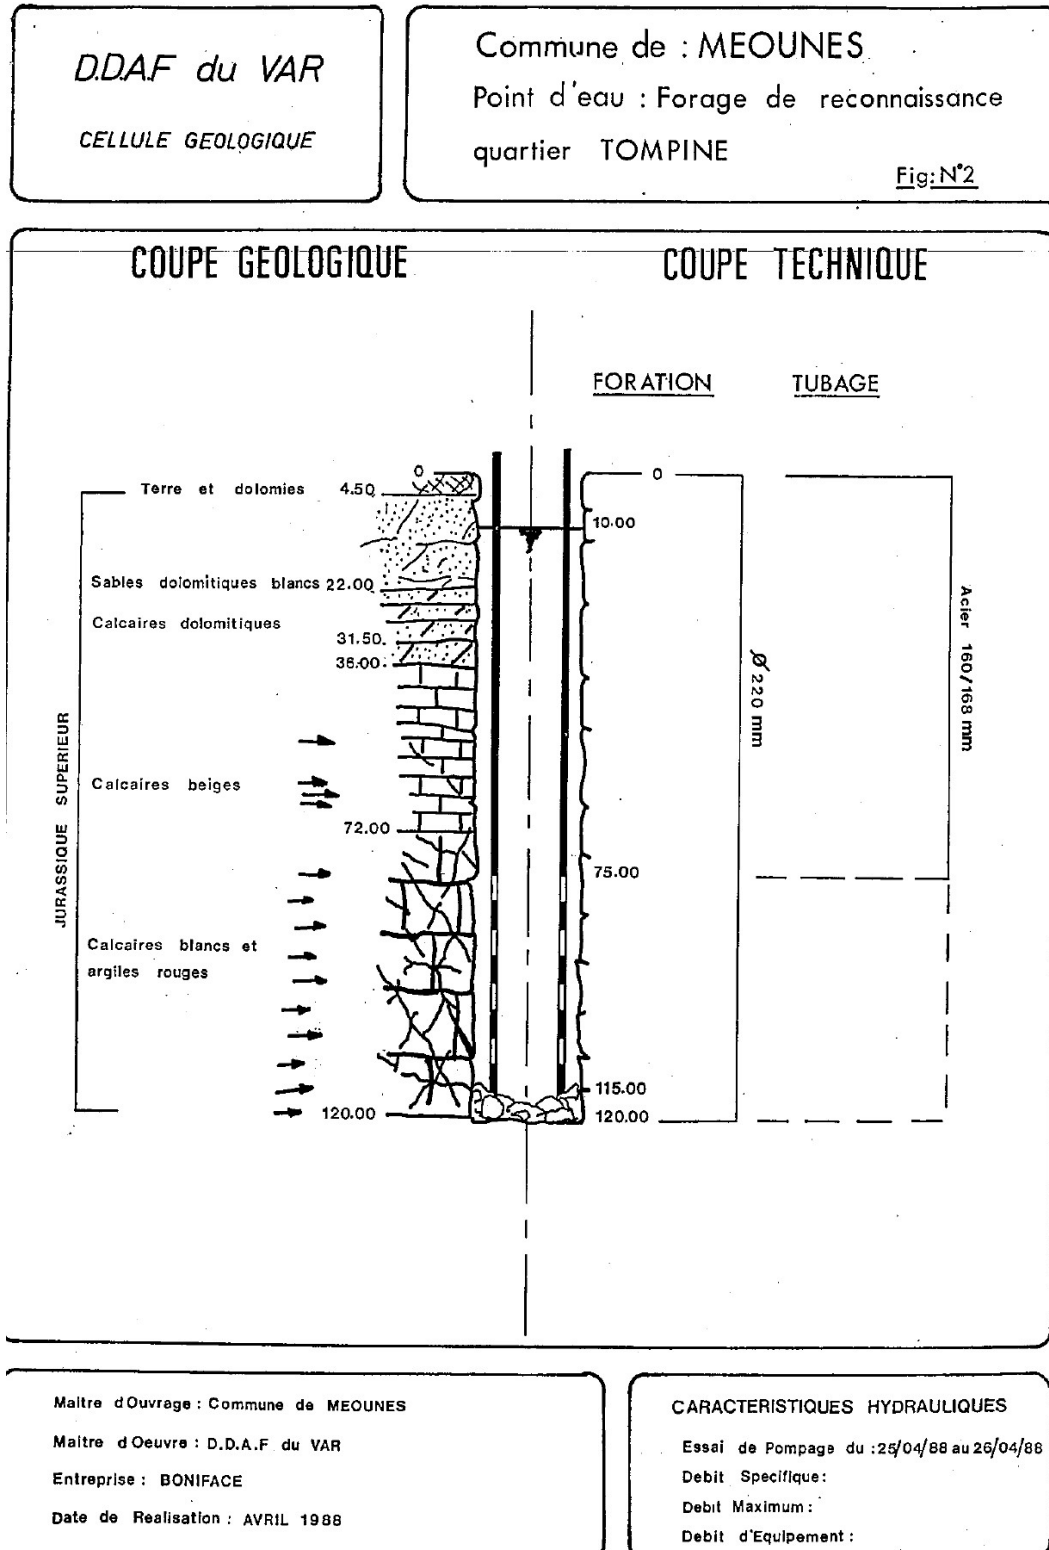 D.D.A.F du VAR
CELLULE GEOLOGIQUE
Commune de : MEOUNES
Point d'eau : Forage de reconnaissance
quartier TOMPINE
Fig: N°2
COUPE GEOLOGIQUE
COUPE TECHNIQUE
FORATION
TUBAGE
0
0
Terre et dolomies 4.50
10.00
Sables dolomitiques blancs 22.00
Calcaires dolomitiques
31.50
36.00
Acier 160/168 mm
Ø 220 mm
JURASSIQUE SUPERIEUR
Calcaires beiges
72.00
75.00
Calcaires blancs et
argiles rouges
115.00
120.00
120.00
Maitre d'Ouvrage : Commune de MEOUNES
Maitre d Oeuvre : D.D.A.F du VAR
Entreprise : BONIFACE
Date de Realisation : AVRIL 1988
CARACTERISTIQUES HYDRAULIQUES
Essai de Pompage du : 25/04/88 au 26/04/88
Debit Specifique:
Debit Maximum :
Debit d'Equipement :